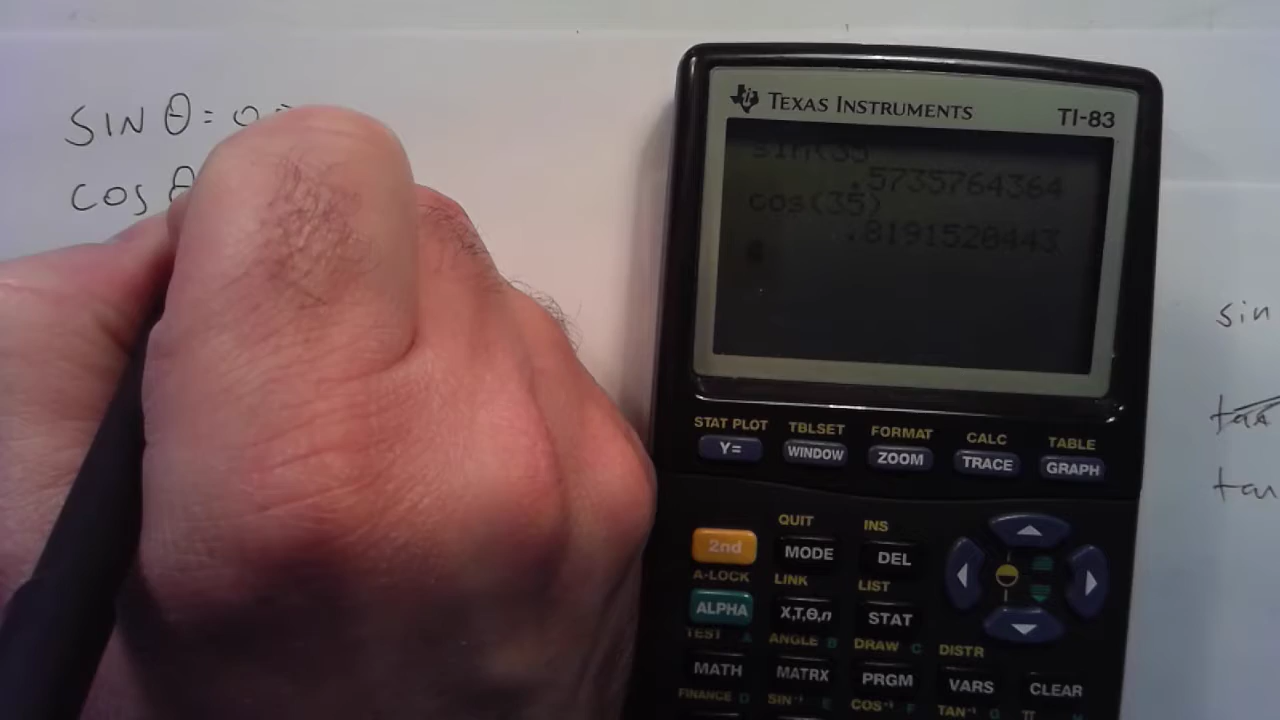 SIN θ = 0
COS θ
TEXAS INSTRUMENTS TI-83
sin(35
.5735764364
cos(35)
.8191520443
sin
tan
STAT PLOT TBLSET FORMAT CALC TABLE
Y= WINDOW ZOOM TRACE GRAPH
QUIT INS
2nd MODE DEL
A-LOCK LINK LIST
ALPHA X,T,θ,n STAT
TEST A ANGLE B DRAW C DISTR
MATH MATRX PRGM VARS CLEAR
FINANCE D SIN⁻¹ E COS⁻¹ F TAN⁻¹ G π H